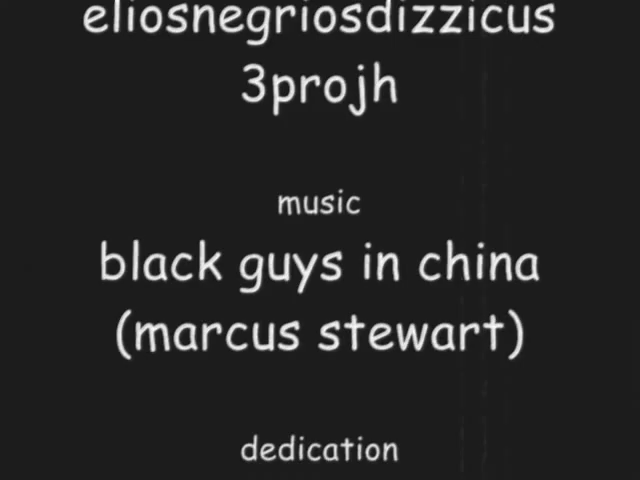 eliosnegriosdizzicus
3projh
music
black guys in china
(marcus stewart)
dedication